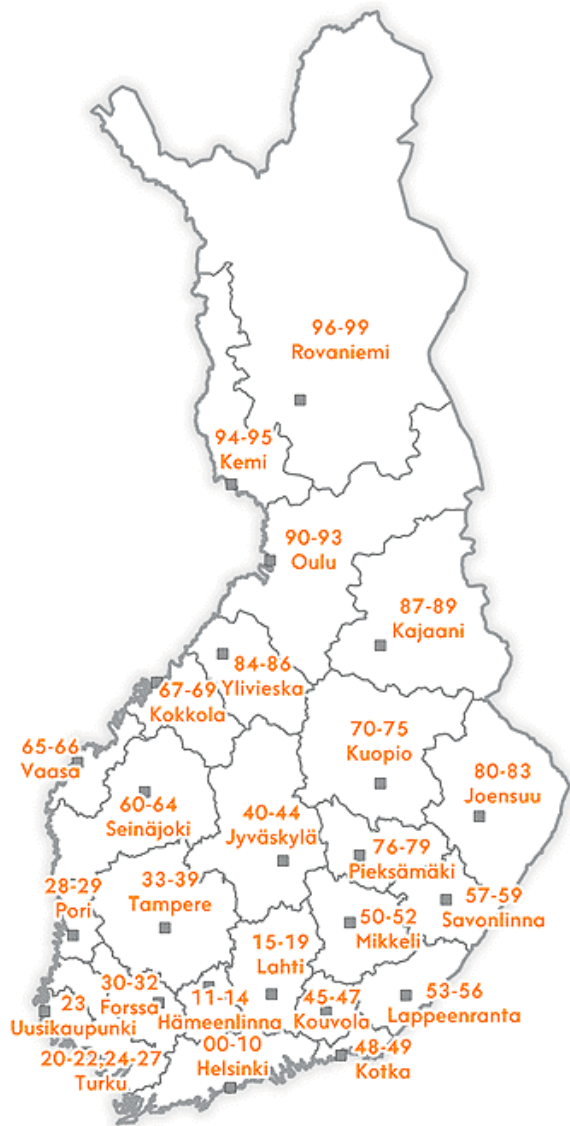 96-99
Rovaniemi
94-95
Kemi
90-93
Oulu
87-89
Kajaani
84-86
Ylivieska
67-69
Kokkola
70-75
Kuopio
65-66
Vaasa
80-83
Joensuu
60-64
Seinäjoki
40-44
Jyväskylä
76-79
Pieksämäki
33-39
Tampere
28-29
Pori
57-59
Savonlinna
50-52
Mikkeli
15-19
Lahti
30-32
Forssa
23
Uusikaupunki
11-14
Hämeenlinna
45-47
Kouvola
53-56
Lappeenranta
20-22,24-27
Turku
00-10
Helsinki
48-49
Kotka